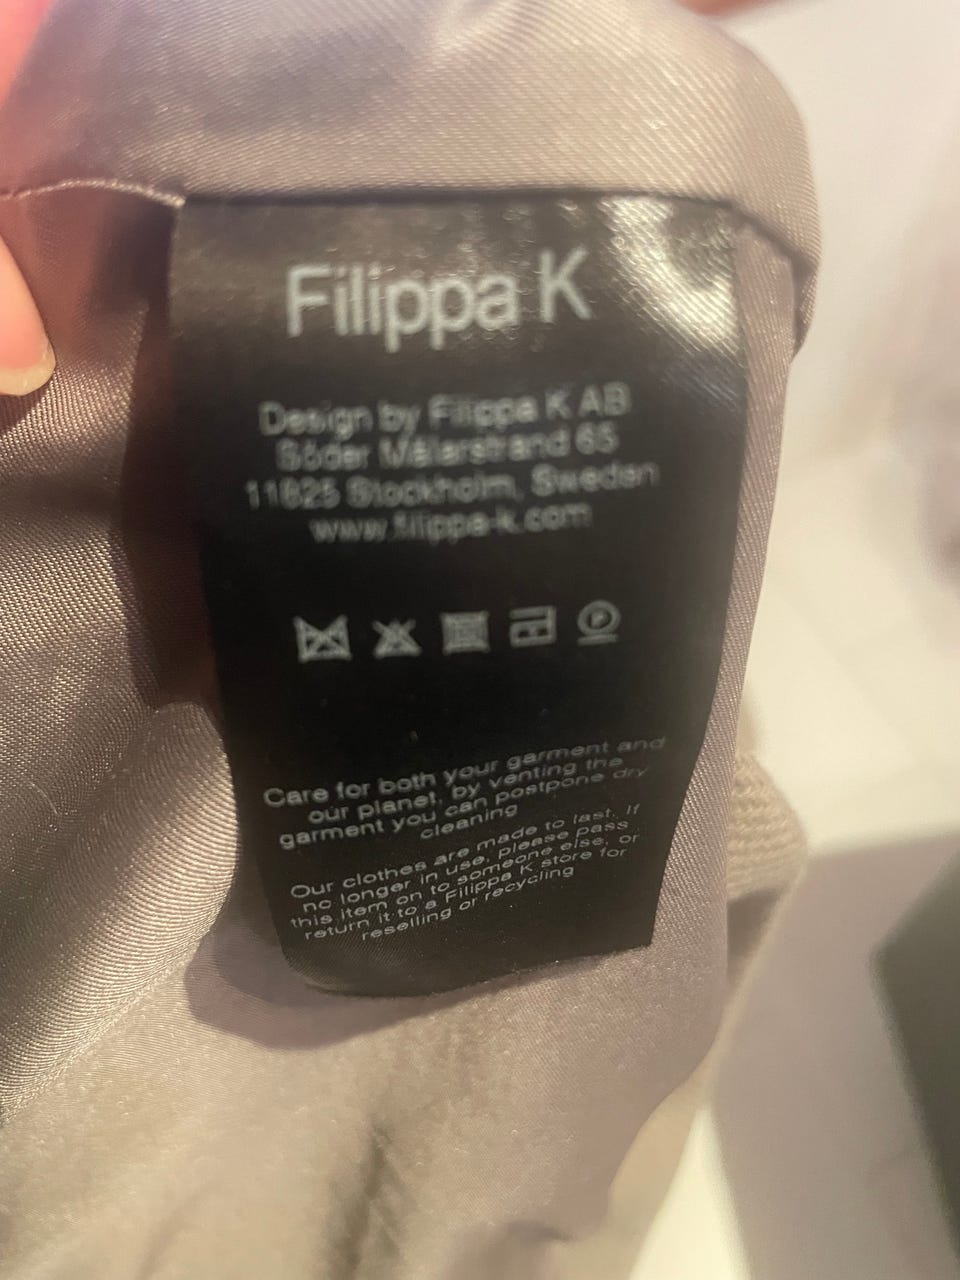 Filippa K
Design by Filippa K AB
Söder Mälarstrand 65
11825 Stockholm, Sweden
www.filippa-k.com
P
Care for both your garment and
our planet, by venting the
garment you can postpone dry
cleaning
Our clothes are made to last. If
no longer in use, please pass
this item on to someone else, or
return it to a Filippa K store for
reselling or recycling